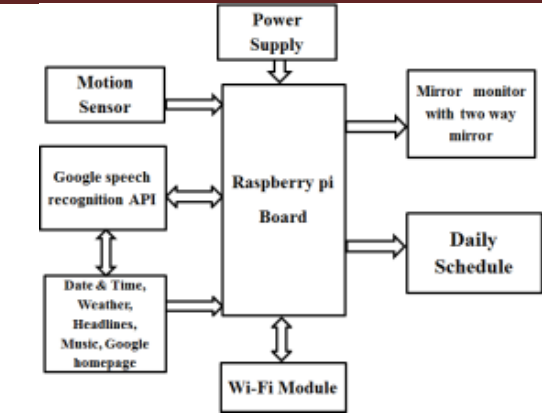 Power
Supply
Motion
Sensor
Mirror monitor
with two way
mirror
Google speech
recognition API
Raspberry pi
Board
Daily
Schedule
Date & Time,
Weather,
Headlines,
Music, Google
homepage
Wi-Fi Module